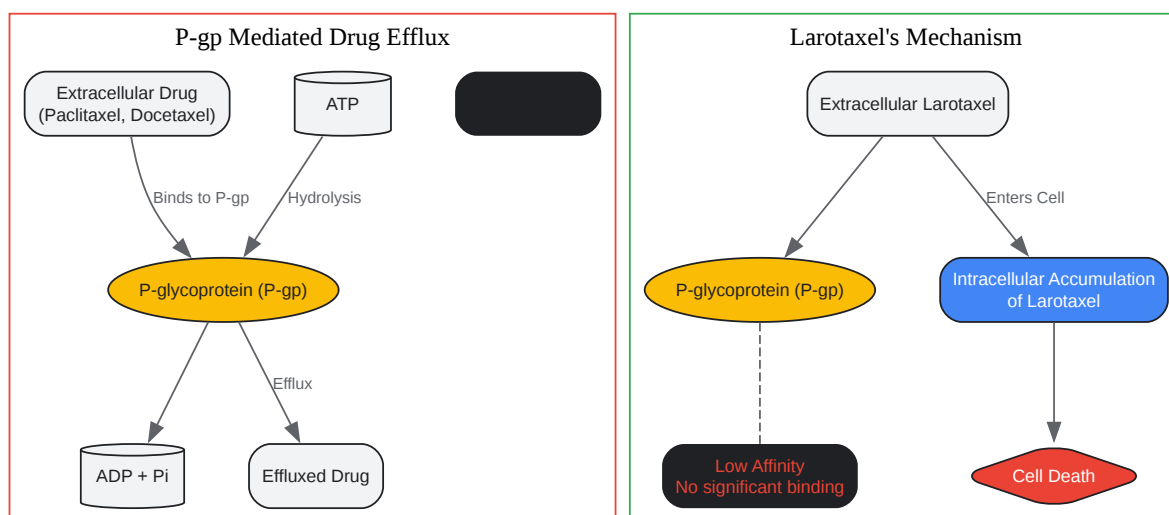 P-gp Mediated Drug Efflux
Extracellular Drug
(Paclitaxel, Docetaxel)
ATP
Binds to P-gp
Hydrolysis
P-glycoprotein (P-gp)
Efflux
ADP + Pi
Effluxed Drug
Larotaxel's Mechanism
Extracellular Larotaxel
Enters Cell
P-glycoprotein (P-gp)
Intracellular Accumulation
of Larotaxel
Low Affinity
No significant binding
Cell Death